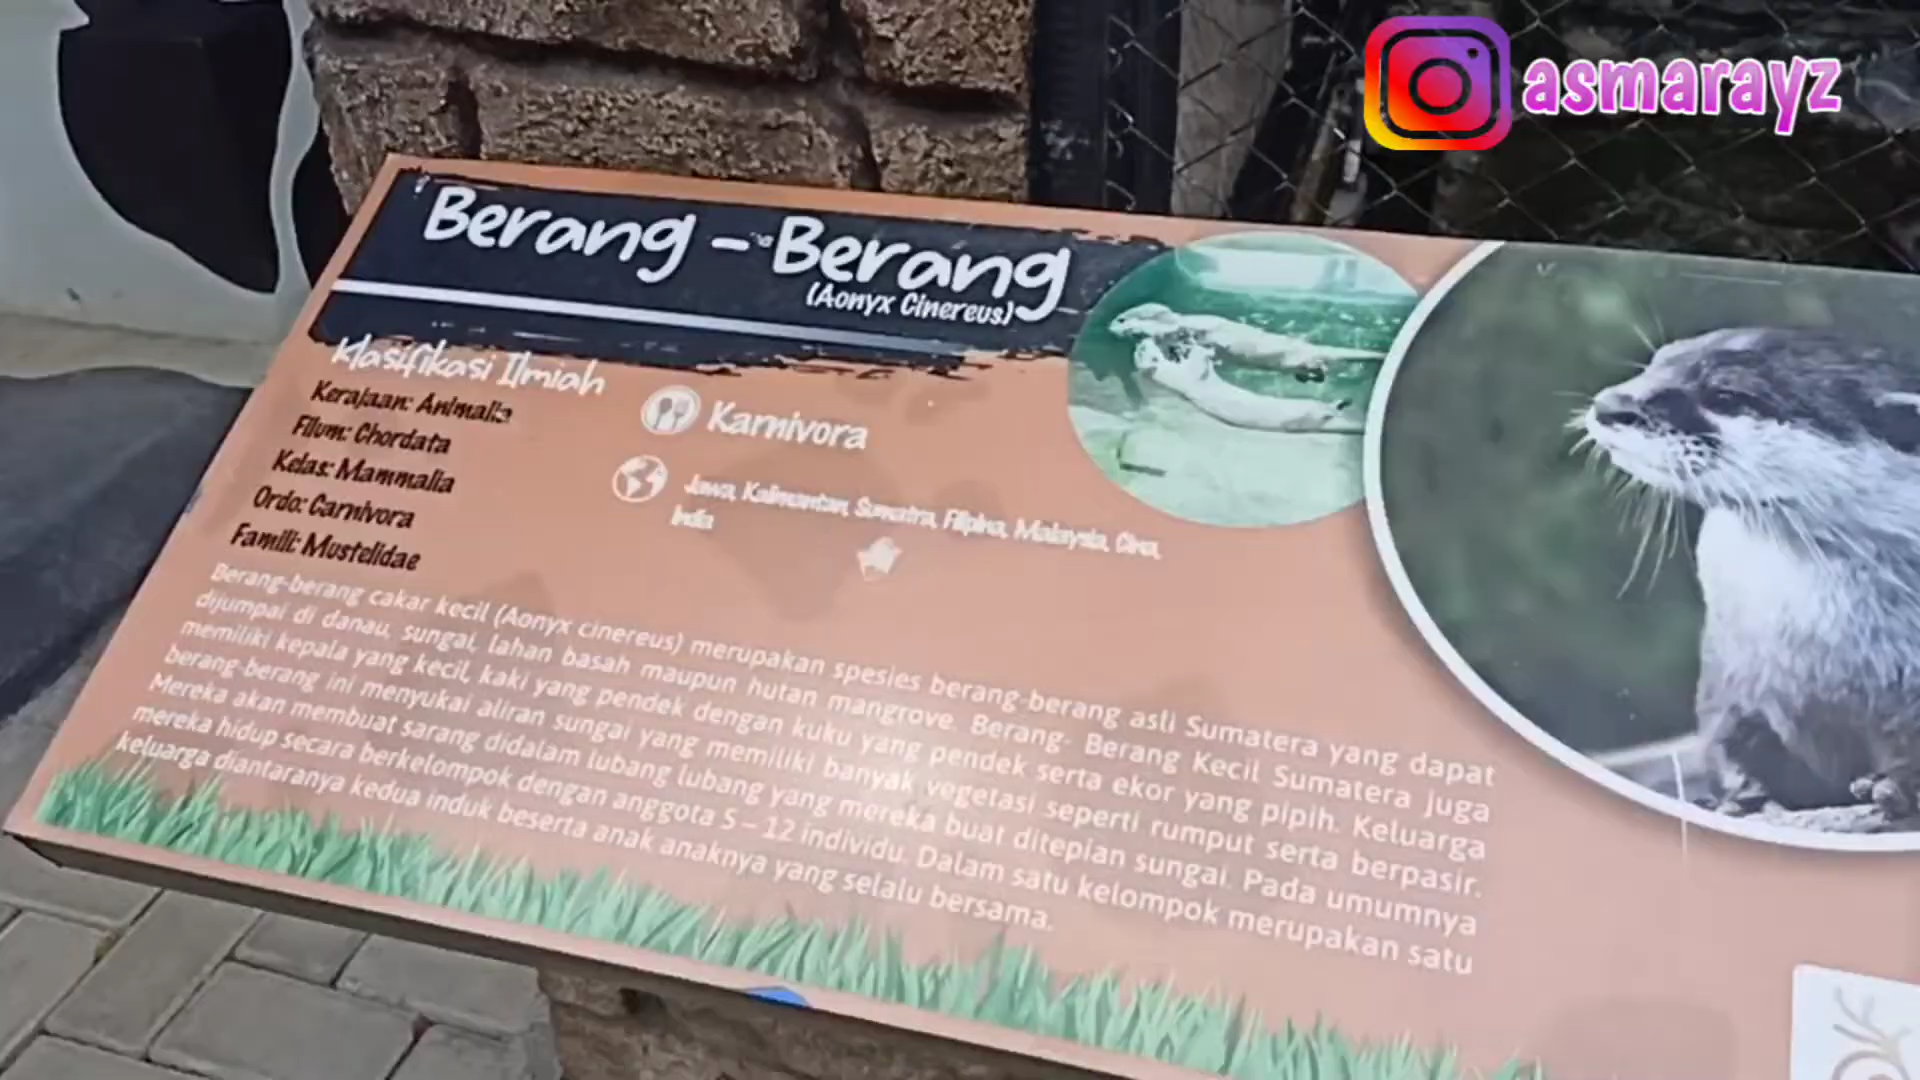 asmarayz
Berang - Berang
(Aonyx Cinereus)
Klasifikasi Ilmiah
Kerajaan: Animalia
Filum: Chordata
Kelas: Mammalia
Ordo: Carnivora
Famili: Mustelidae
Karnivora
Jawa, Kalimantan, Sumatra, Filipina, Malaysia, Cina,
India
Berang-berang cakar kecil (Aonyx cinereus) merupakan spesies berang-berang asli Sumatera yang dapat
dijumpai di danau, sungai, lahan basah maupun hutan mangrove. Berang- Berang Kecil Sumatera juga
memiliki kepala yang kecil, kaki yang pendek dengan kuku yang pendek serta ekor yang pipih. Keluarga
berang-berang ini menyukai aliran sungai yang memiliki banyak vegetasi seperti rumput serta berpasir.
Mereka akan membuat sarang didalam lubang lubang yang mereka buat ditepian sungai. Pada umumnya
mereka hidup secara berkelompok dengan anggota 5 – 12 individu. Dalam satu kelompok merupakan satu
keluarga diantaranya kedua induk beserta anak anaknya yang selalu bersama.